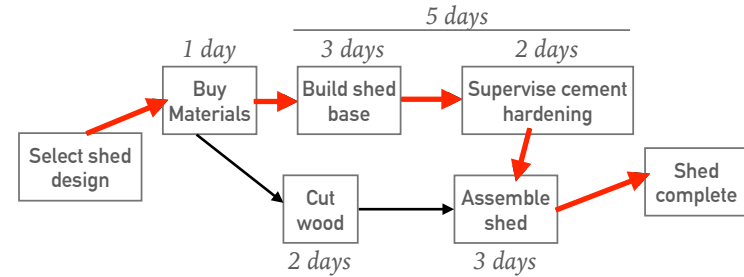 5 days
1 day
3 days
2 days
Buy
Materials
Build shed
base
Supervise cement
hardening
Select shed
design
Cut
wood
Assemble
shed
Shed
complete
2 days
3 days